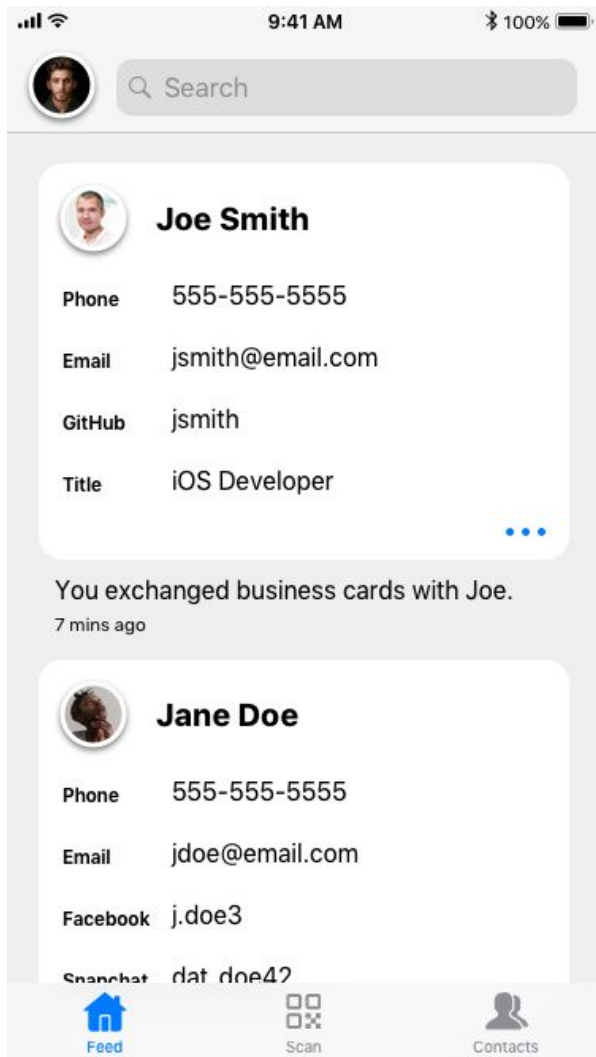 9:41 AM 100%
Search
Joe Smith
Phone 555-555-5555
Email jsmith@email.com
GitHub jsmith
Title iOS Developer
You exchanged business cards with Joe.
7 mins ago
Jane Doe
Phone 555-555-5555
Email jdoe@email.com
Facebook j.doe3
Snapchat dat_doe42
Feed Scan Contacts